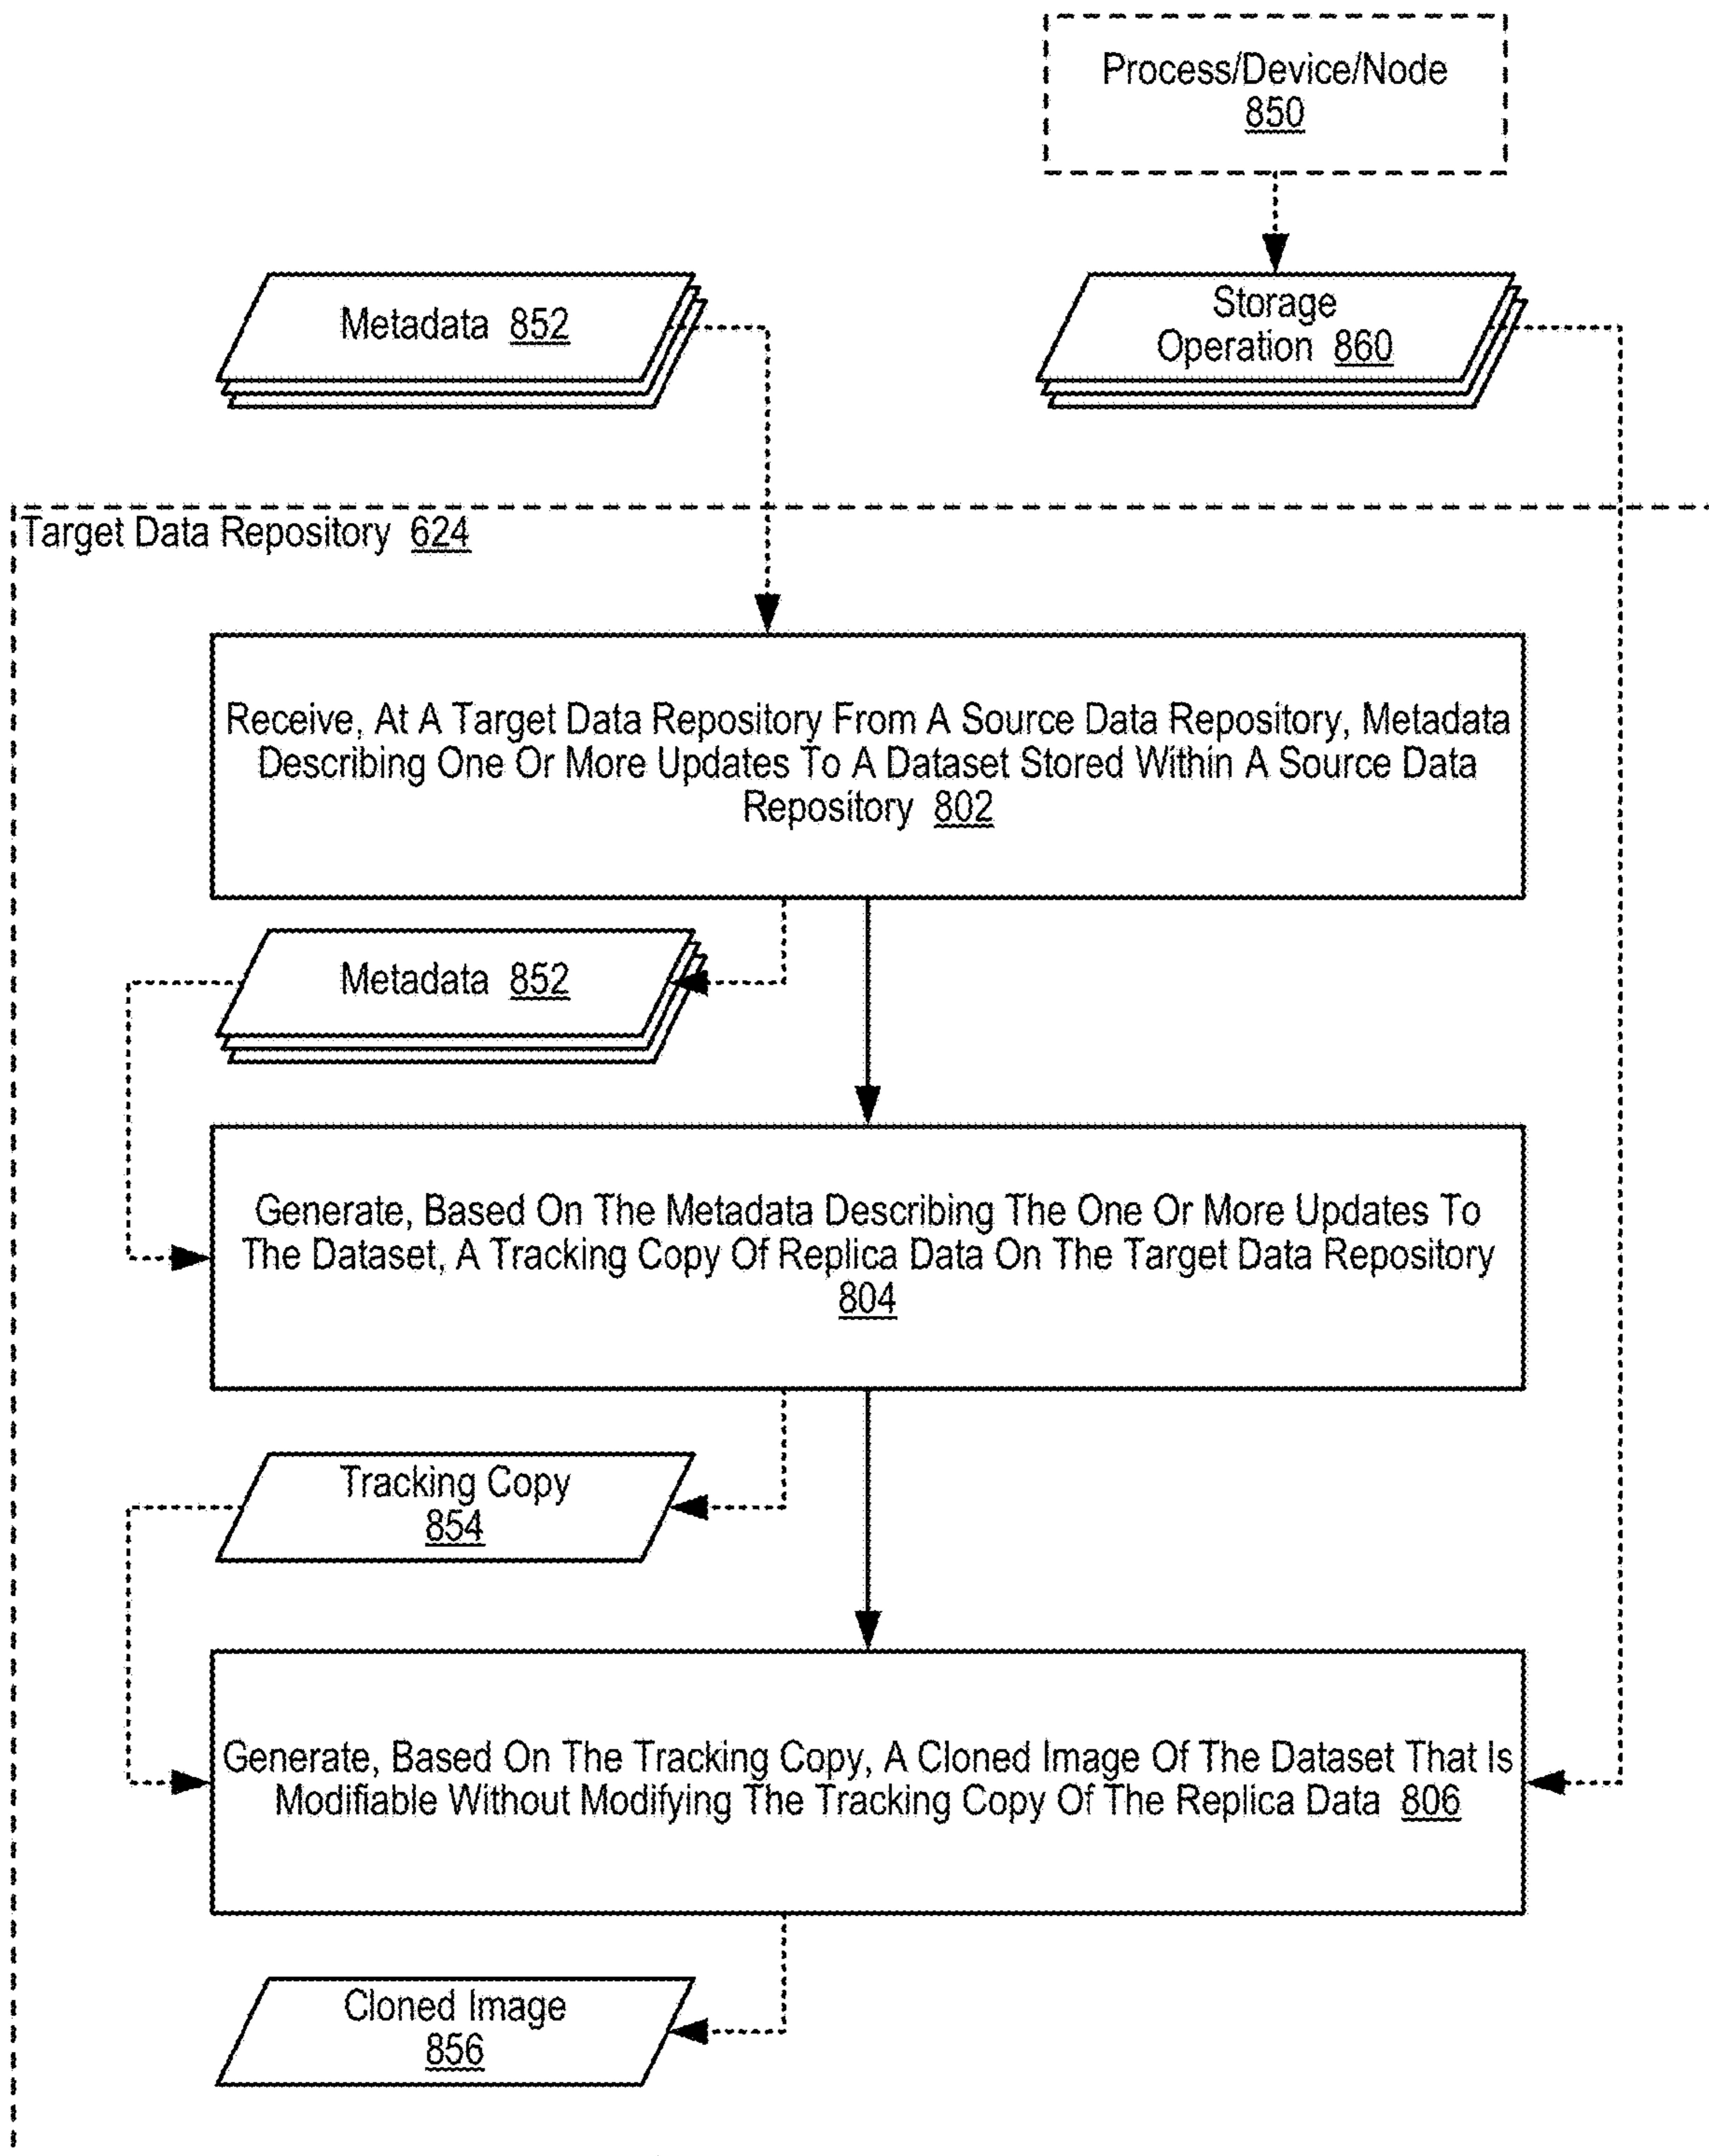 Process/Device/Node
850
Metadata 852
Storage
Operation 860
Target Data Repository 624
Receive, At A Target Data Repository From A Source Data Repository, Metadata
Describing One Or More Updates To A Dataset Stored Within A Source Data
Repository 802
Metadata 852
Generate, Based On The Metadata Describing The One Or More Updates To
The Dataset, A Tracking Copy Of Replica Data On The Target Data Repository
804
Tracking Copy
854
Generate, Based On The Tracking Copy, A Cloned Image Of The Dataset That Is
Modifiable Without Modifying The Tracking Copy Of The Replica Data 806
Cloned Image
856